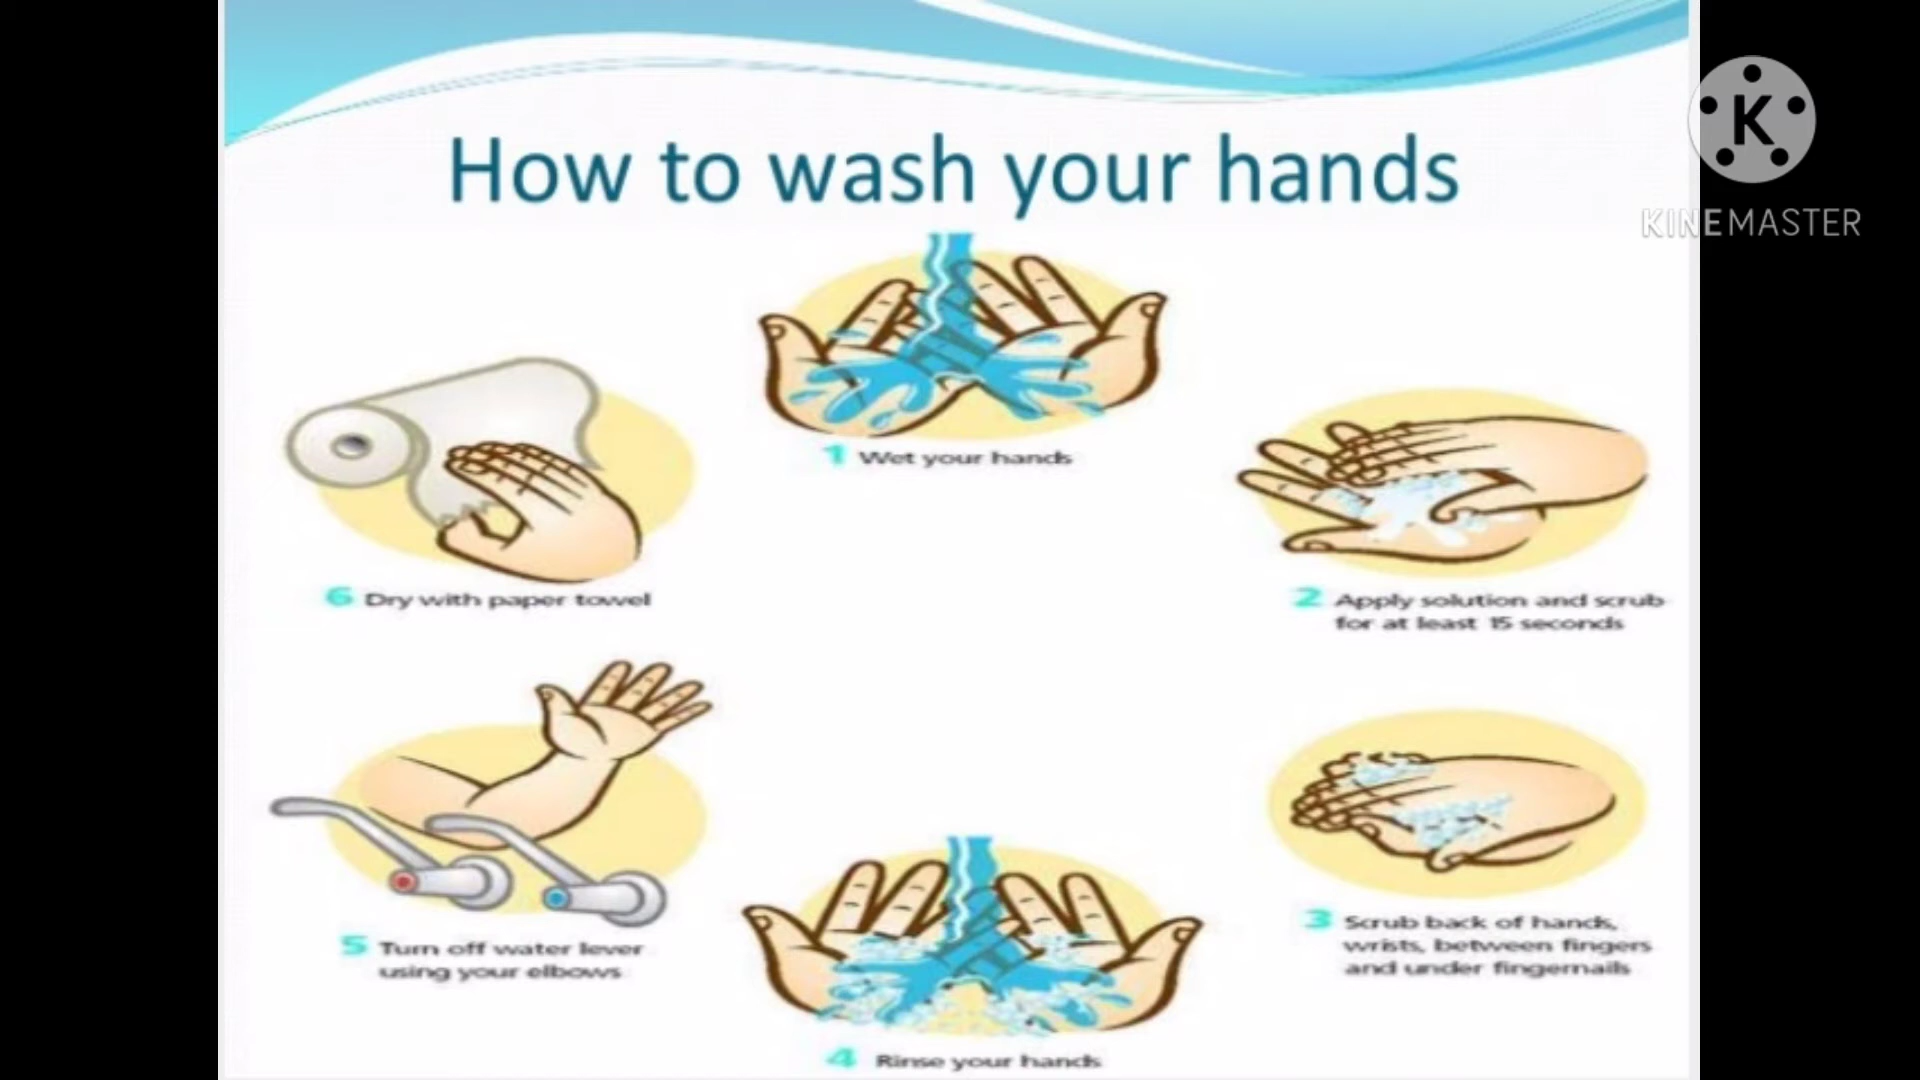 How to wash your hands
K
KINEMASTER
1 Wet your hands
2 Apply solution and scrub
for at least 15 seconds
3 Scrub back of hands,
wrists, between fingers
and under fingernails
4 Rinse your hands
5 Turn off water lever
using your elbows
6 Dry with paper towel